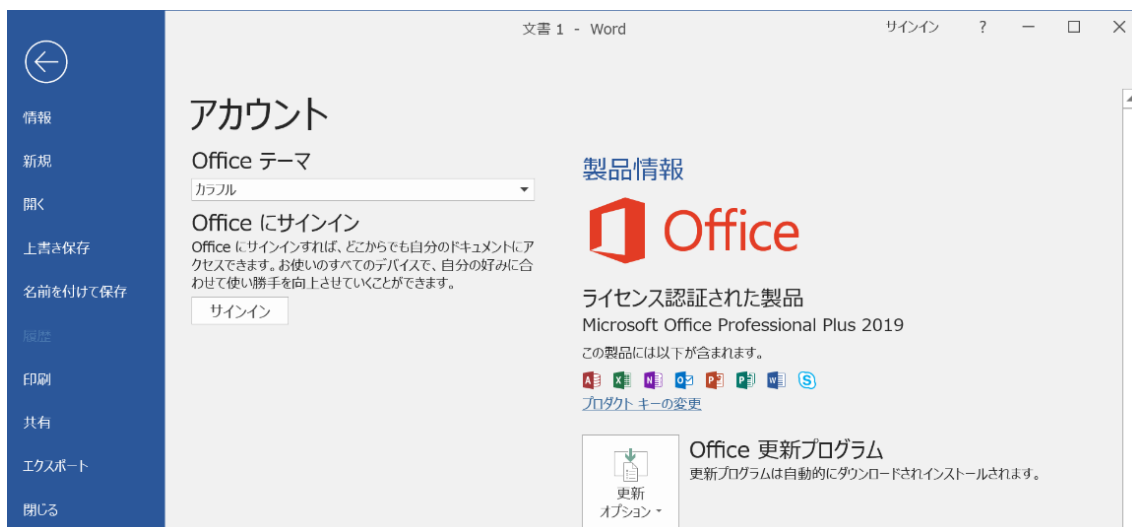 文書 1 - Word
サインイン ?
情報
新規
開く
上書き保存
名前を付けて保存
履歴
印刷
共有
エクスポート
閉じる
アカウント
Office テーマ
カラフル
Office にサインイン
Office にサインインすれば、どこからでも自分のドキュメントにア
クセスできます。お使いのすべてのデバイスで、自分の好みに合
わせて使い勝手を向上させていくことができます。
サインイン
製品情報
Office
ライセンス認証された製品
Microsoft Office Professional Plus 2019
この製品には以下が含まれます。
プロダクト キーの変更
更新
オプション
Office 更新プログラム
更新プログラムは自動的にダウンロードされインストールされます。